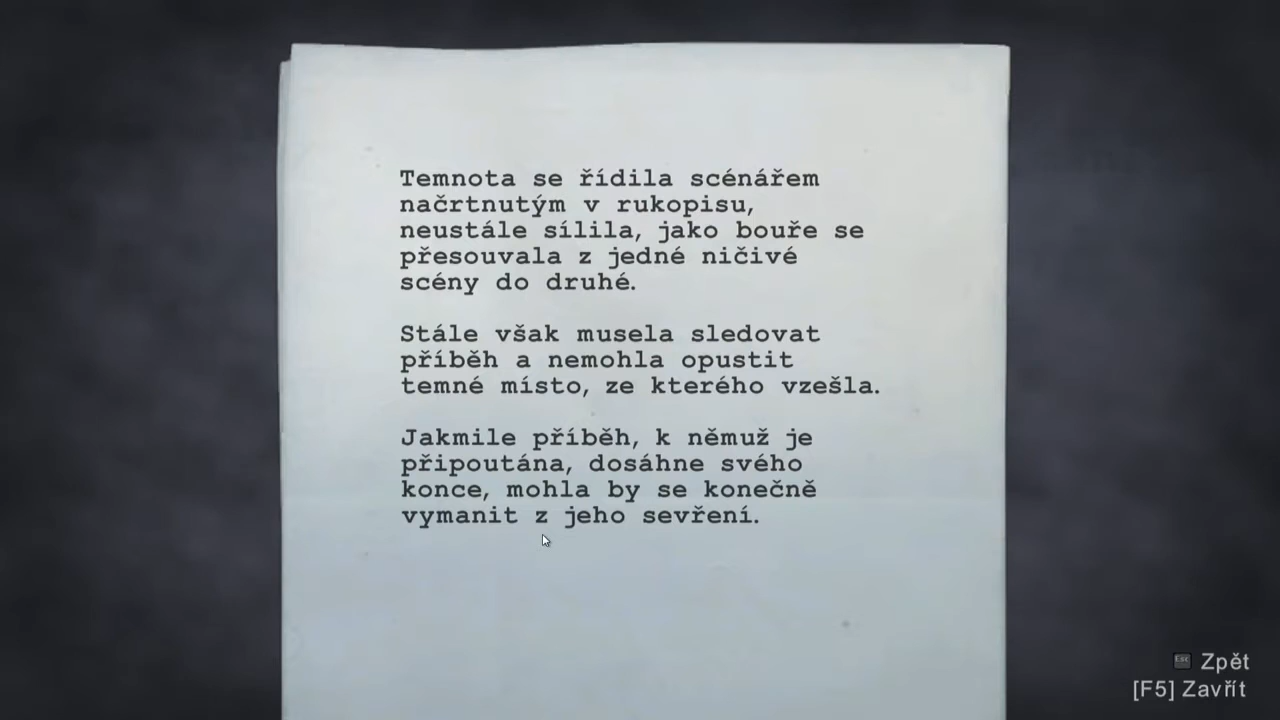 Temnota se řídila scénářem
načrtnutým v rukopisu,
neustále sílila, jako bouře se
přesouvala z jedné ničivé
scény do druhé.
Stále však musela sledovat
příběh a nemohla opustit
temné místo, ze kterého vzešla.
Jakmile příběh, k němuž je
připoutána, dosáhne svého
konce, mohla by se konečně
vymanit z jeho sevření.
Esc Zpět
[F5] Zavřít